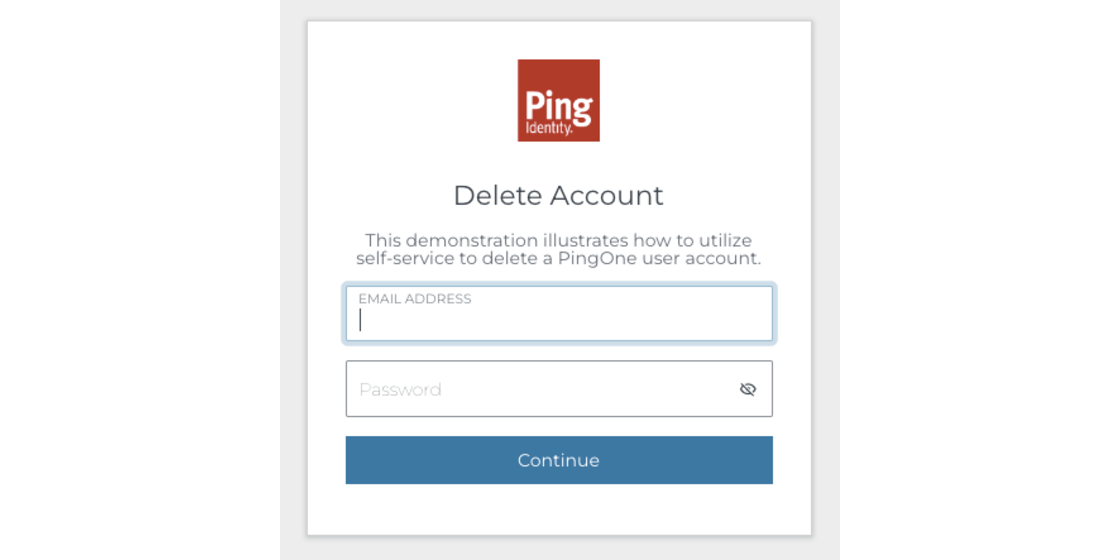 Ping
Identity.
Delete Account
This demonstration illustrates how to utilize
self-service to delete a PingOne user account.
EMAIL ADDRESS
Password
Continue